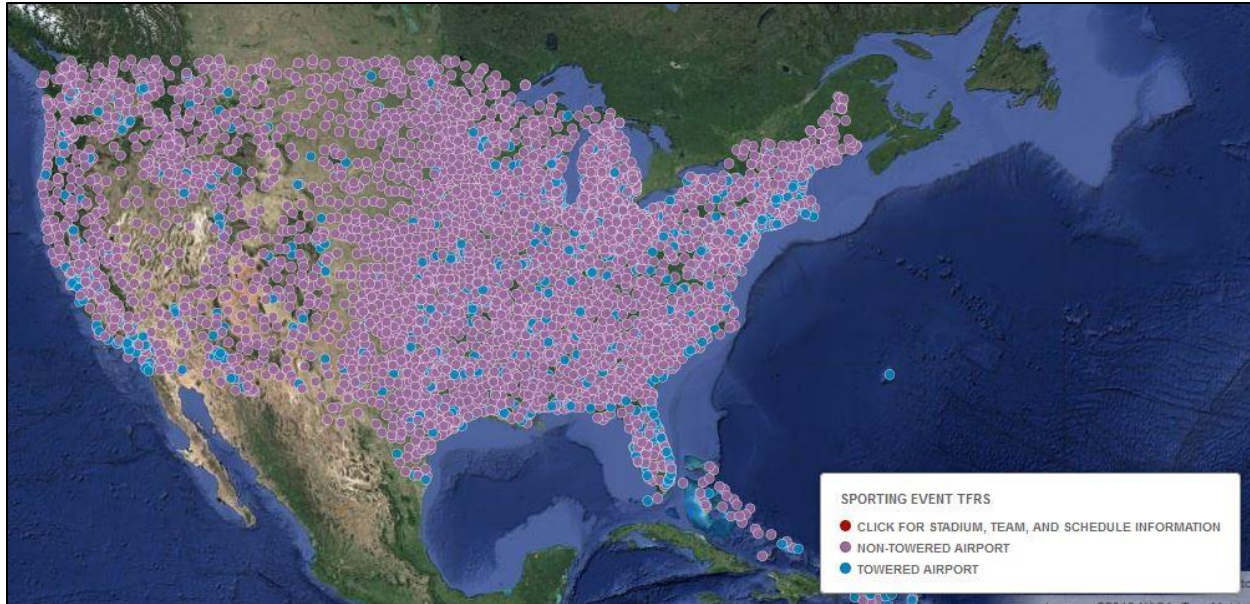 SPORTING EVENT TFRS
CLICK FOR STADIUM, TEAM, AND SCHEDULE INFORMATION
NON-TOWERED AIRPORT
TOWERED AIRPORT